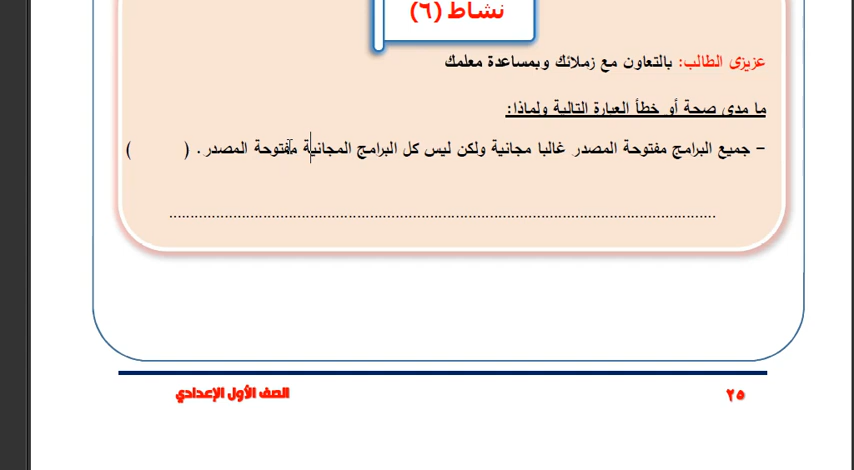 نشاط (٦)
عزيزى الطالب: بالتعاون مع زملائك وبمساعدة معلمك
ما مدى صحة أو خطأ العبارة التالية ولماذا:
- جميع البرامج مفتوحة المصدر غالبا مجانية ولكن ليس كل البرامج المجانية مفتوحة المصدر. ( )
................................................................................
٢٥
الصف الأول الإعدادي